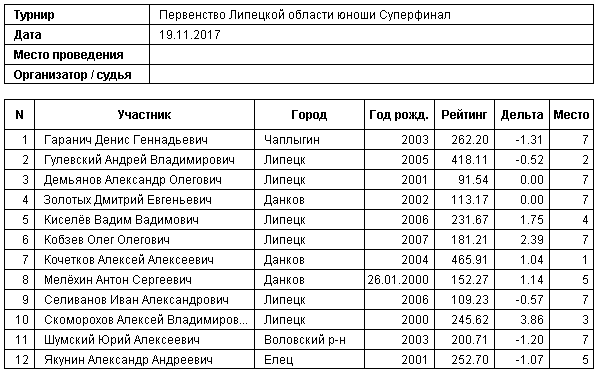 Турнир Первенство Липецкой области юноши Суперфинал
Дата 19.11.2017
Место проведения
Организатор / судья
N Участник Город Год рожд. Рейтинг Дельта Место
1 Гаранич Денис Геннадьевич Чаплыгин 2003 262.20 -1.31 7
2 Гулевский Андрей Владимирович Липецк 2005 418.11 -0.52 2
3 Демьянов Александр Олегович Липецк 2001 91.54 0.00 7
4 Золотых Дмитрий Евгеньевич Данков 2002 113.17 0.00 7
5 Киселёв Вадим Вадимович Липецк 2006 231.67 1.75 4
6 Кобзев Олег Олегович Липецк 2007 181.21 2.39 7
7 Кочетков Алексей Алексеевич Данков 2004 465.91 1.04 1
8 Мелёхин Антон Сергеевич Данков 26.01.2000 152.27 1.14 5
9 Селиванов Иван Александрович Липецк 2006 109.23 -0.57 7
10 Скоморохов Алексей Владимиров... Липецк 2000 245.62 3.86 3
11 Шумский Юрий Алексеевич Воловский р-н 2003 200.71 -1.20 7
12 Якунин Александр Андреевич Елец 2001 252.70 -1.07 5